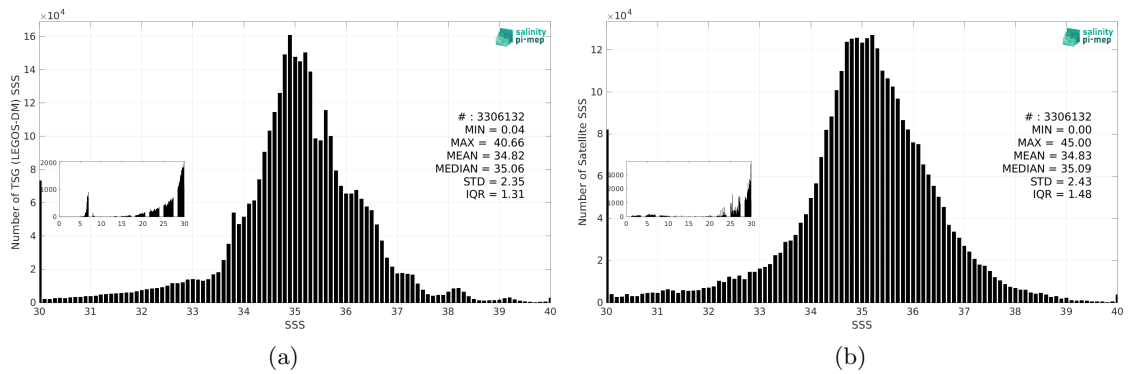 ×10⁴
16
14
12
10
8
6
4
2
0
Number of TSG (LEGOS-DM) SSS
salinity
pi-mep
# : 3306132
MIN = 0.04
MAX = 40.66
MEAN = 34.82
MEDIAN = 35.06
STD = 2.35
IQR = 1.31
2000
1000
0
0 5 10 15 20 25 30
30 31 32 33 34 35 36 37 38 39 40
SSS
(a)
×10⁴
12
10
8
6
4
2
0
Number of Satellite SSS
salinity
pi-mep
# : 3306132
MIN = 0.00
MAX = 45.00
MEAN = 34.83
MEDIAN = 35.09
STD = 2.43
IQR = 1.48
3000
2000
1000
0
0 5 10 15 20 25 30
30 31 32 33 34 35 36 37 38 39 40
SSS
(b)